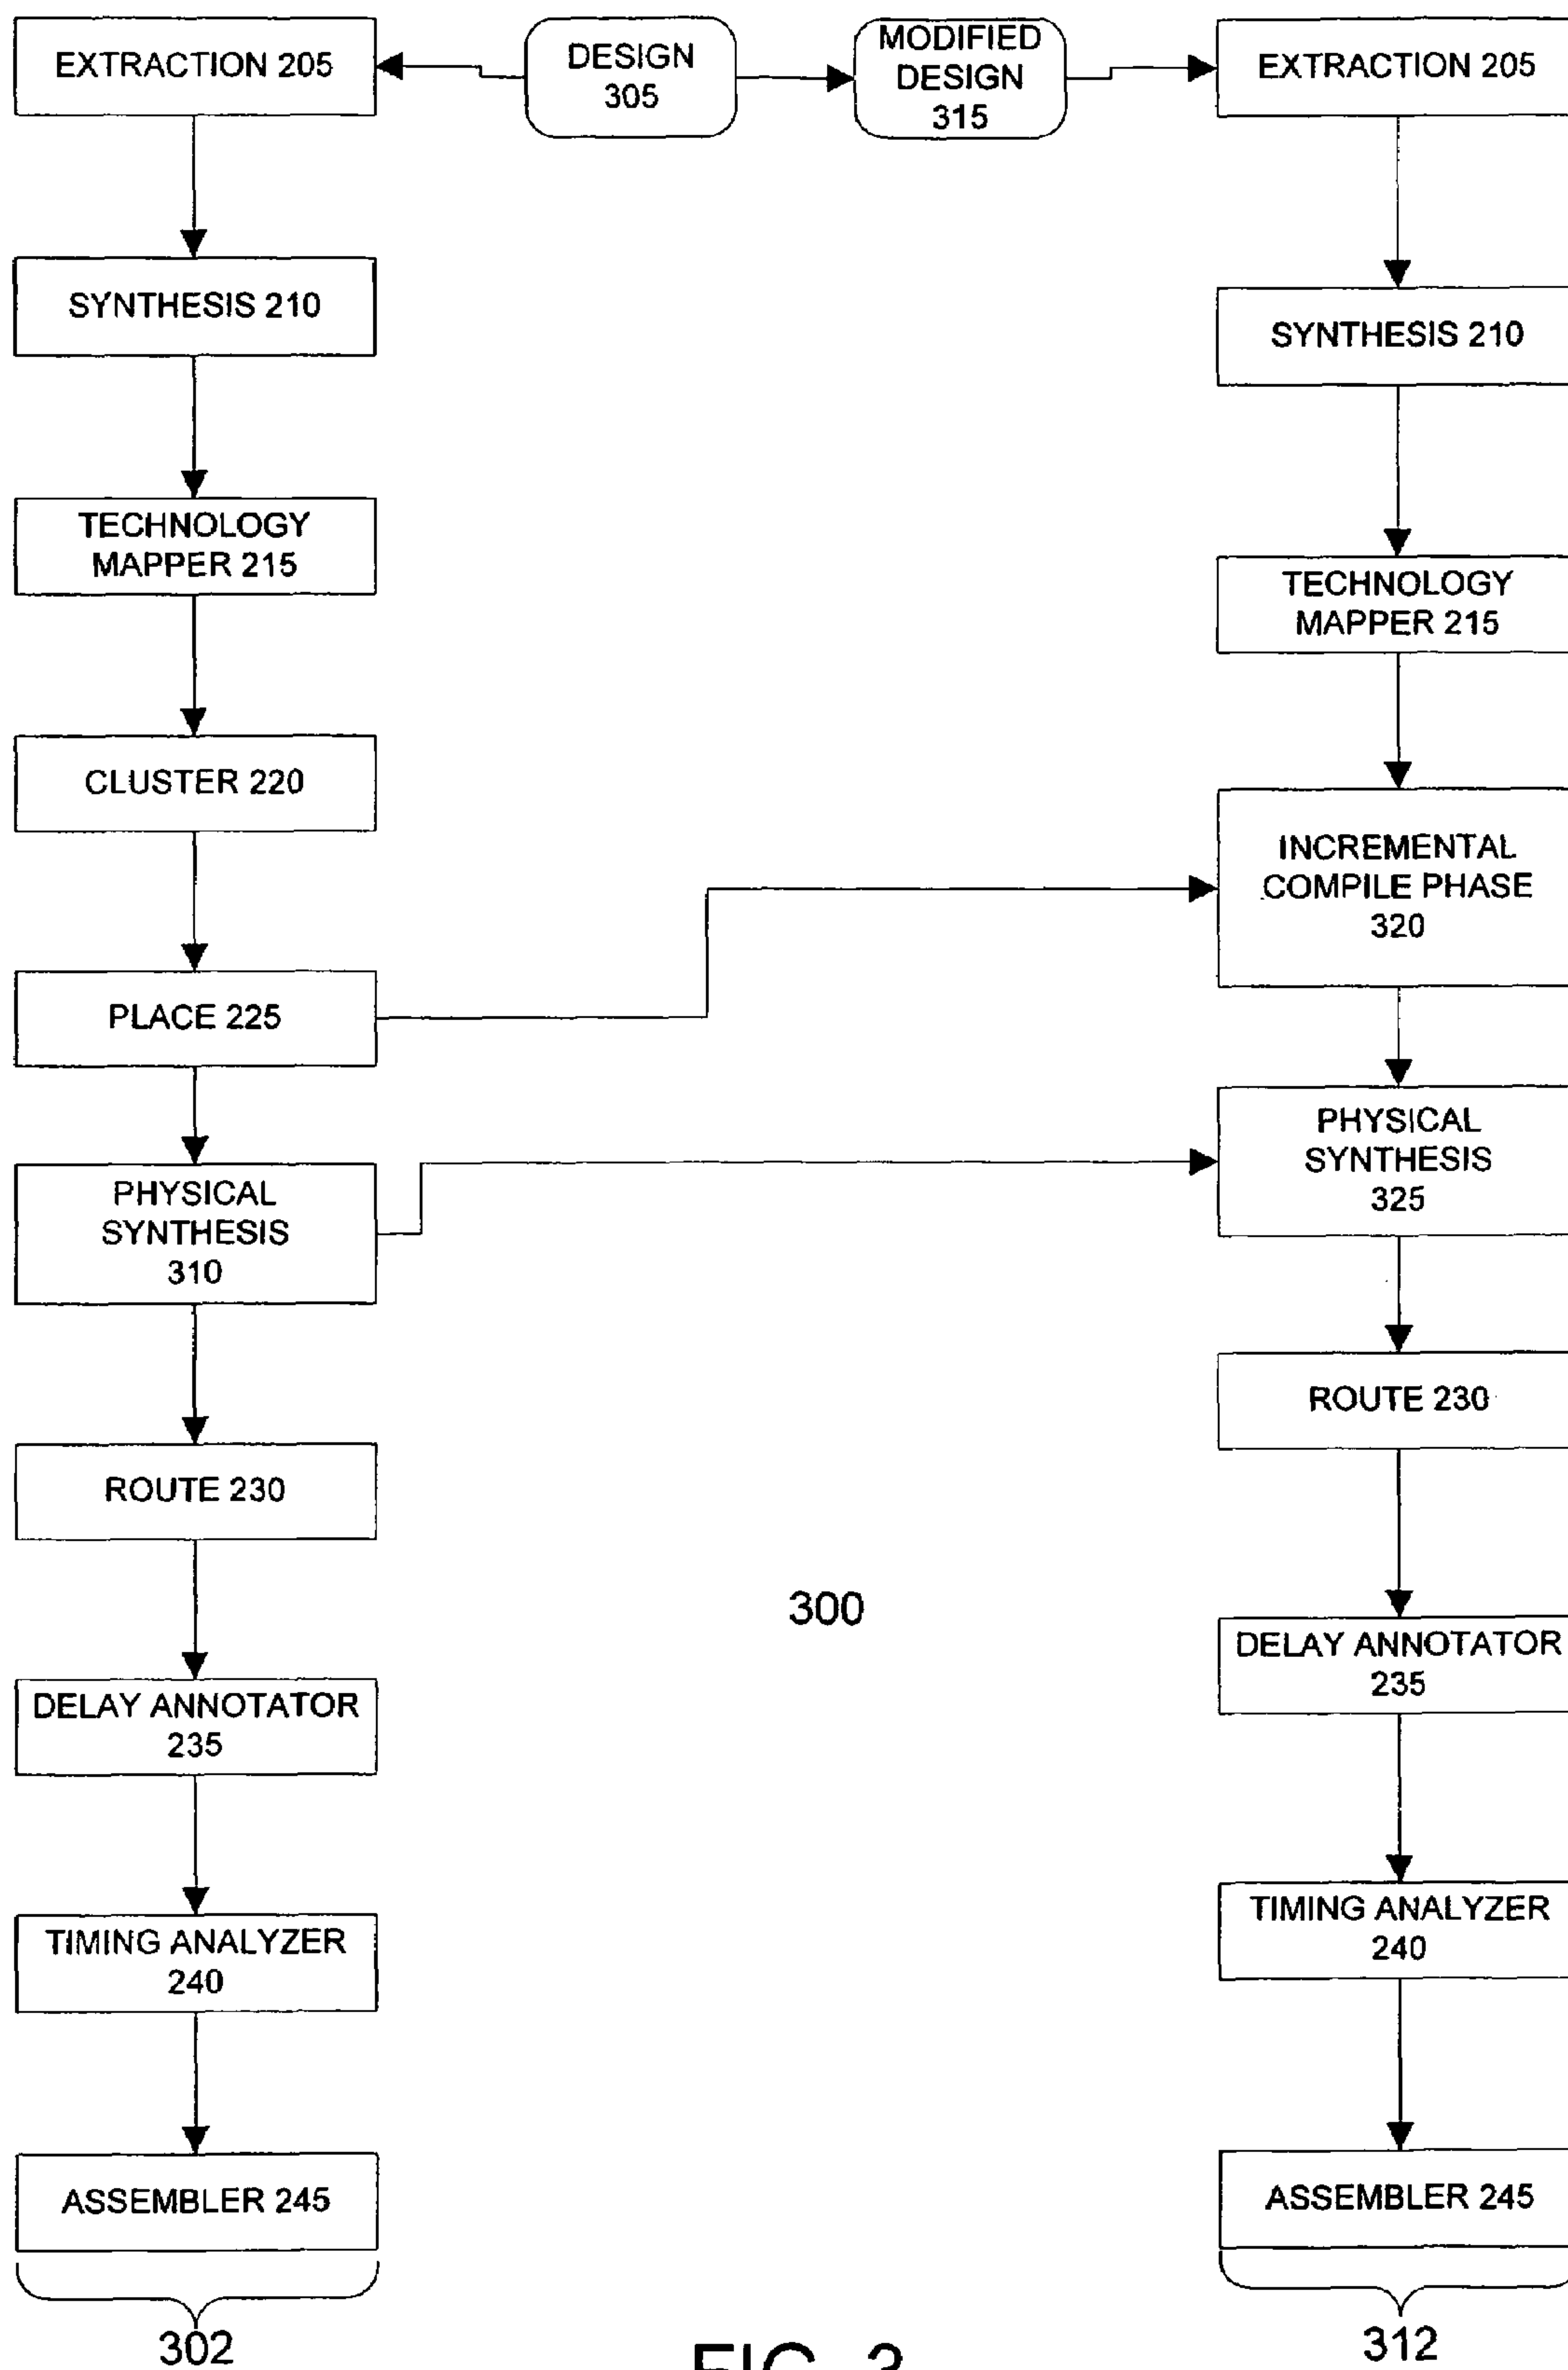 EXTRACTION 205
DESIGN
305
MODIFIED
DESIGN
315
EXTRACTION 205
SYNTHESIS 210
SYNTHESIS 210
TECHNOLOGY
MAPPER 215
TECHNOLOGY
MAPPER 215
CLUSTER 220
INCREMENTAL
COMPILE PHASE
320
PLACE 225
PHYSICAL
SYNTHESIS
325
PHYSICAL
SYNTHESIS
310
ROUTE 230
ROUTE 230
300
DELAY ANNOTATOR
235
DELAY ANNOTATOR
235
TIMING ANALYZER
240
TIMING ANALYZER
240
ASSEMBLER 245
ASSEMBLER 245
302
312
FIG. 3